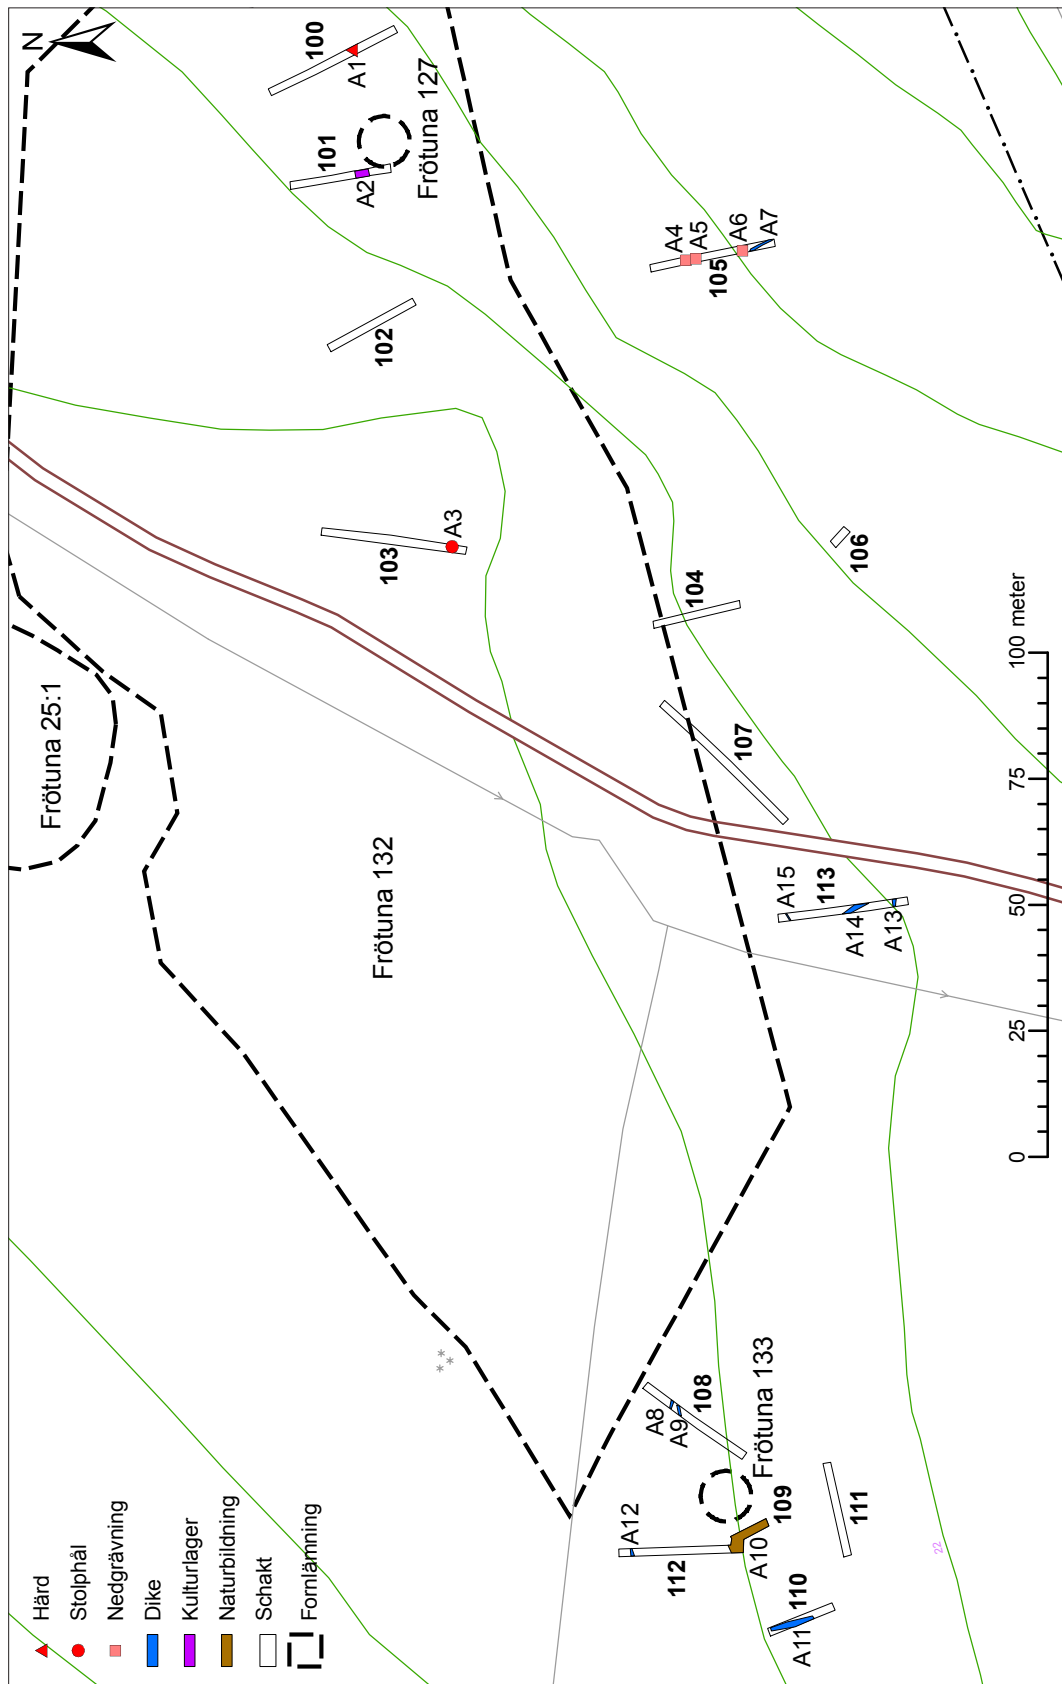 Härd
Stolphål
Nedgrävning
Dike
Kulturlager
Naturbildning
Schakt
Fornlämning
N
Frötuna 25:1
Frötuna 132
Frötuna 127
Frötuna 133
100
A1
101
A2
102
103
A3
104
105
A4
A5
A6
A7
106
107
108
A8
A9
109
A10
110
A11
111
112
A12
113
A13
A14
A15
22
0
25
50
75
100 meter